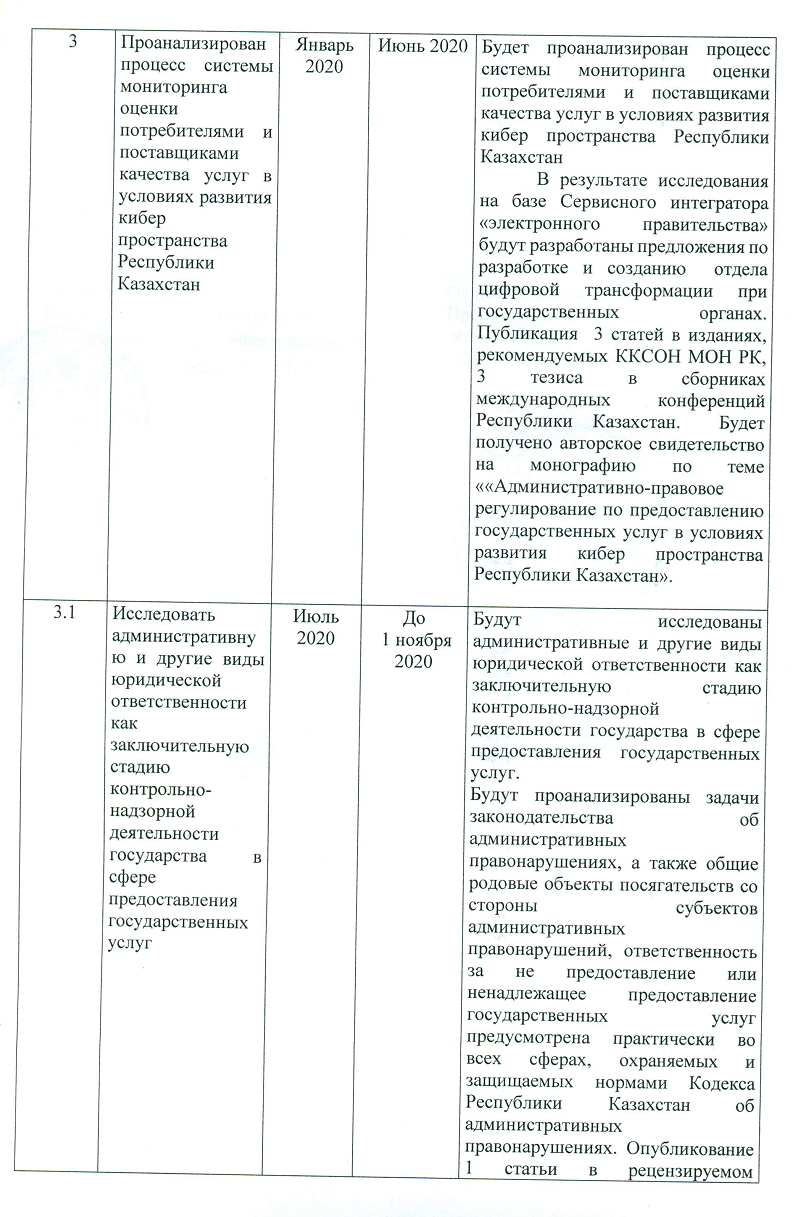 3
Проанализирован
процесс системы
мониторинга
оценки
потребителями и
поставщиками
качества услуг в
условиях развития
кибер
пространства
Республики
Казахстан
Январь
2020
Июнь 2020
Будет проанализирован процесс
системы мониторинга оценки
потребителями и поставщиками
качества услуг в условиях развития
кибер пространства Республики
Казахстан
В результате исследования
на базе Сервисного интегратора
«электронного правительства»
будут разработаны предложения по
разработке и созданию отдела
цифровой трансформации при
государственных органах.
Публикация 3 статей в изданиях,
рекомендуемых ККСОН МОН РК,
3 тезиса в сборниках
международных конференций
Республики Казахстан. Будет
получено авторское свидетельство
на монографию по теме
««Административно-правовое
регулирование по предоставлению
государственных услуг в условиях
развития кибер пространства
Республики Казахстан».
3.1
Исследовать
административну
ю и другие виды
юридической
ответственности
как
заключительную
стадию
контрольно-
надзорной
деятельности
государства в
сфере
предоставления
государственных
услуг
Июль
2020
До
1 ноября
2020
Будут исследованы
административные и другие виды
юридической ответственности как
заключительную стадию
контрольно-надзорной
деятельности государства в сфере
предоставления государственных
услуг.
Будут проанализированы задачи
законодательства об
административных
правонарушениях, а также общие
родовые объекты посягательств со
стороны субъектов
административных
правонарушений, ответственность
за не предоставление или
ненадлежащее предоставление
государственных услуг
предусмотрена практически во
всех сферах, охраняемых и
защищаемых нормами Кодекса
Республики Казахстан об
административных
правонарушениях. Опубликование
1 статьи в рецензируемом